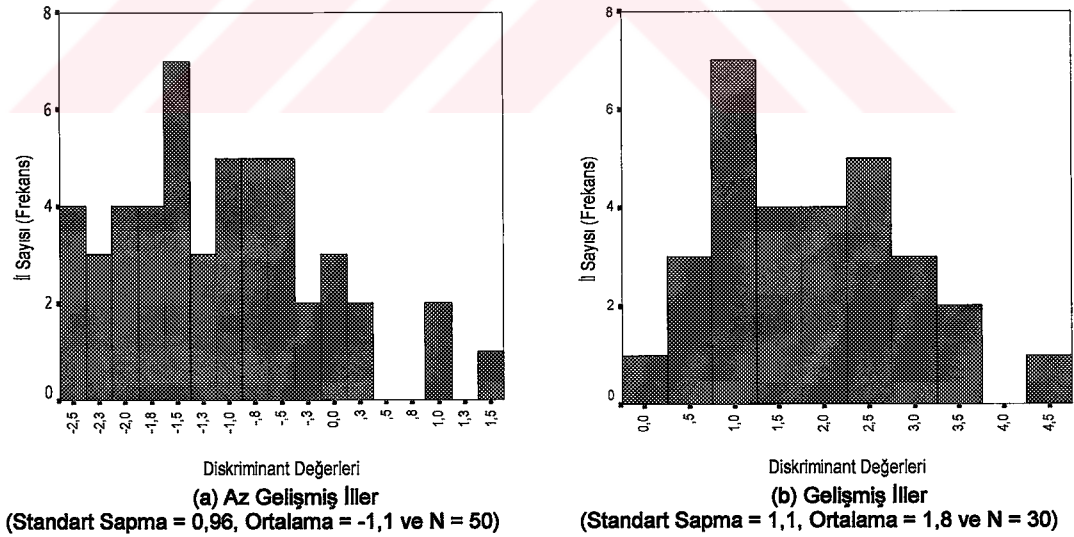 8
6
4
2
0
İl Sayısı (Frekans)
-2,5 -2,3 -2,0 -1,8 -1,5 -1,3 -1,0 -,8 -,5 -,3 0,0 ,3 ,5 ,8 1,0 1,3 1,5
Diskriminant Değerleri
(a) Az Gelişmiş İller
(Standart Sapma = 0,96, Ortalama = -1,1 ve N = 50)
8
6
4
2
0
İl Sayısı (Frekans)
0,0 ,5 1,0 1,5 2,0 2,5 3,0 3,5 4,0 4,5
Diskriminant Değerleri
(b) Gelişmiş İller
(Standart Sapma = 1,1, Ortalama = 1,8 ve N = 30)